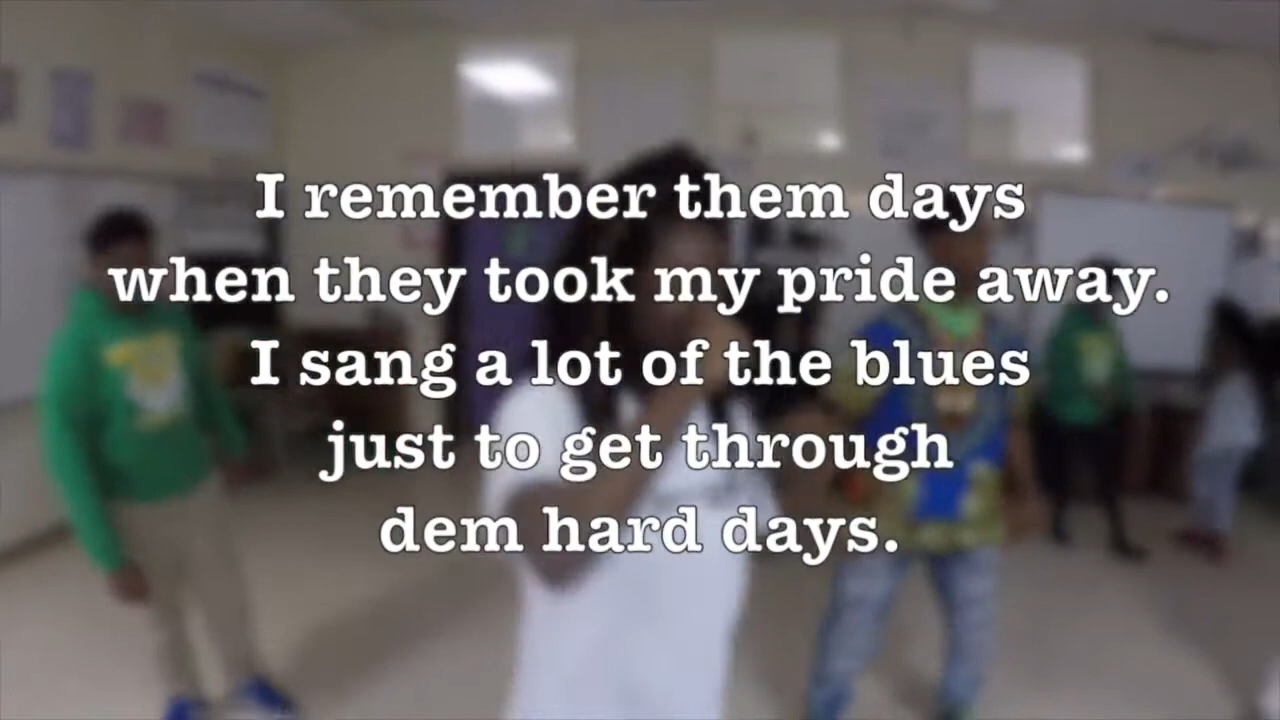 I remember them days
when they took my pride away.
I sang a lot of the blues
just to get through
dem hard days.